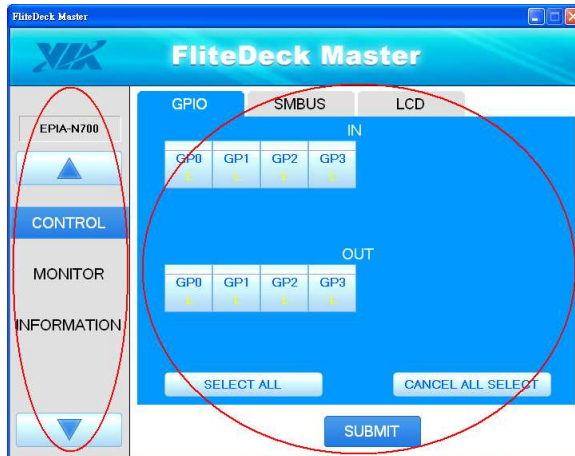 FliteDeck Master
VIA
FliteDeck Master
GPIO SMBUS LCD
EPIA-N700
CONTROL
MONITOR
INFORMATION
IN
GP0 GP1 GP2 GP3
OUT
GP0 GP1 GP2 GP3
SELECT ALL CANCEL ALL SELECT
SUBMIT